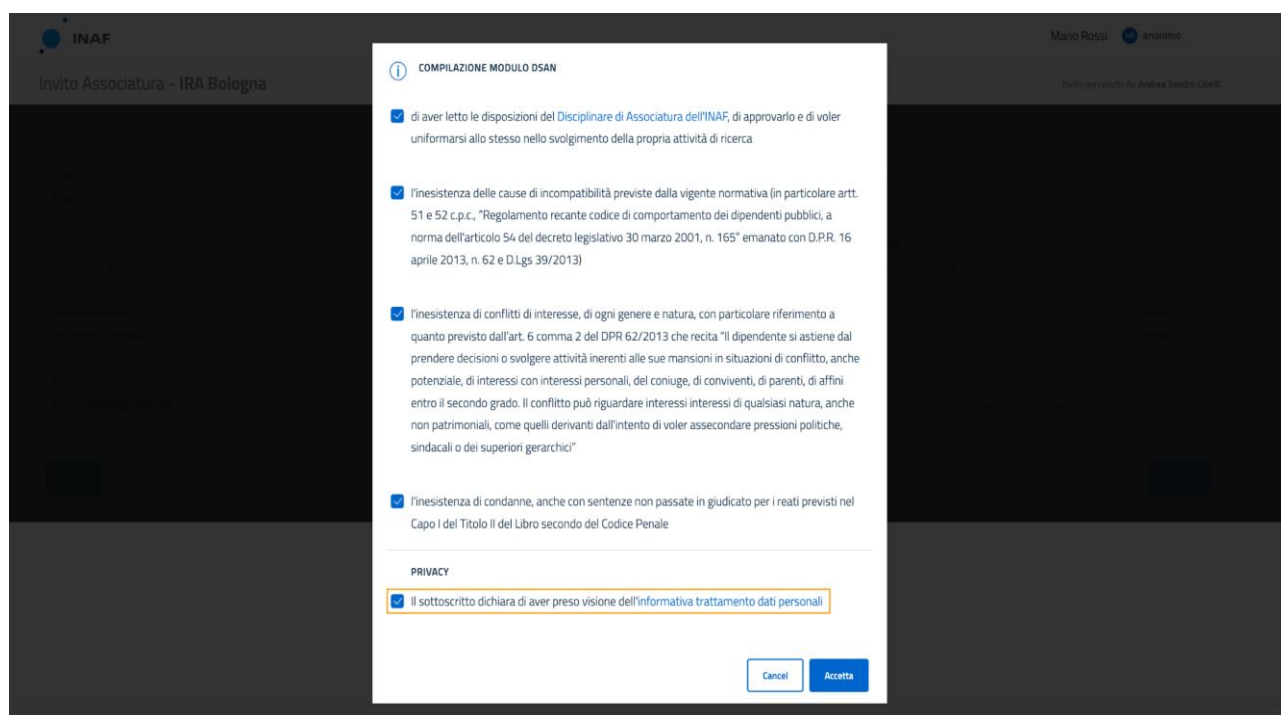 INAF
Mario Rossi
anonimo
Invito Associatura - IRA Bologna
Invito pervenuto da: Andrea Sandro
COMPILAZIONE MODULO DSAN
di aver letto le disposizioni del Disciplinare di Associatura dell'INAF, di approvarlo e di voler
uniformarsi allo stesso nello svolgimento della propria attività di ricerca
l'inesistenza delle cause di incompatibilità previste dalla vigente normativa (in particolare artt.
51 e 52 c.p.c., "Regolamento recante codice di comportamento dei dipendenti pubblici, a
norma dell'articolo 54 del decreto legislativo 30 marzo 2001, n. 165" emanato con D.P.R. 16
aprile 2013, n. 62 e D.Lgs 39/2013)
l'inesistenza di conflitti di interesse, di ogni genere e natura, con particolare riferimento a
quanto previsto dall'art. 6 comma 2 del DPR 62/2013 che recita "Il dipendente si astiene dal
prendere decisioni o svolgere attività inerenti alle sue mansioni in situazioni di conflitto, anche
potenziale, di interessi con interessi personali, del coniuge, di conviventi, di parenti, di affini
entro il secondo grado. Il conflitto può riguardare interessi interessi di qualsiasi natura, anche
non patrimoniali, come quelli derivanti dall'intento di voler assecondare pressioni politiche,
sindacali o dei superiori gerarchici"
l'inesistenza di condanne, anche con sentenze non passate in giudicato per i reati previsti nel
Capo I del Titolo II del Libro secondo del Codice Penale
PRIVACY
Il sottoscritto dichiara di aver preso visione dell'informativa trattamento dati personali
Cancel
Accetta